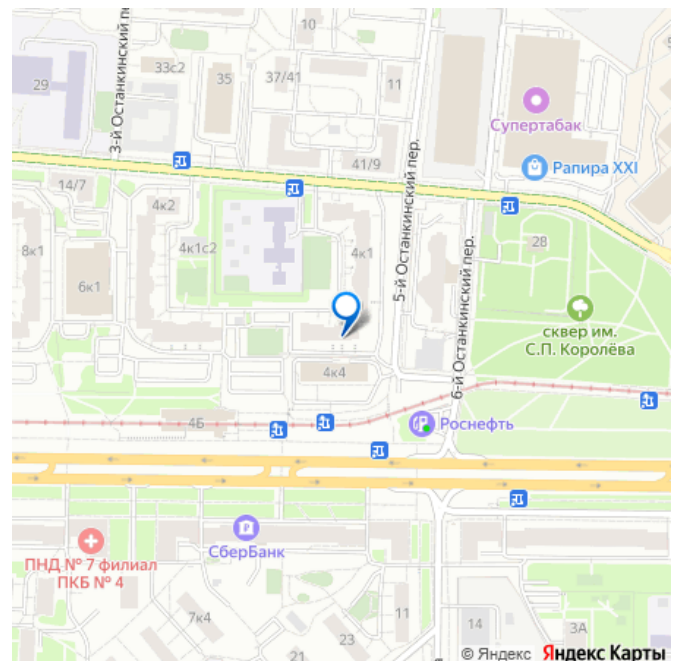 10
33с2
35
37/41
11
29
3-й Останкинский пер.
Супертабак
41/9
Рапира XXI
14/7
4к2
4к1с2
4к1
5-й Останкинский пер.
28
8к1
6к1
6-й Останкинский пер.
сквер им.
С.П. Королёва
4к4
4Б
Роснефть
СберБанк
ПНД № 7 филиал
ПКБ № 4
7к4
11
14
3А
23
21
© Яндекс Яндекс Карты